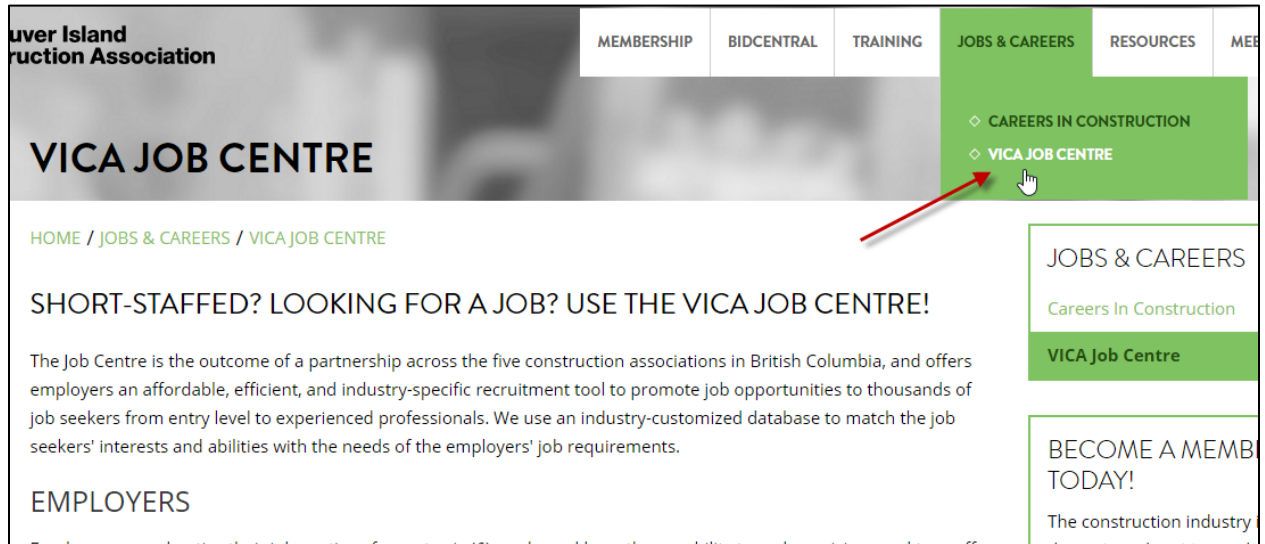 uver Island
ruction Association
MEMBERSHIP
BIDCENTRAL
TRAINING
JOBS & CAREERS
RESOURCES
MEE
CAREERS IN CONSTRUCTION
VICA JOB CENTRE
VICA JOB CENTRE
HOME / JOBS & CAREERS / VICA JOB CENTRE
SHORT-STAFFED? LOOKING FOR A JOB? USE THE VICA JOB CENTRE!
The Job Centre is the outcome of a partnership across the five construction associations in British Columbia, and offers
employers an affordable, efficient, and industry-specific recruitment tool to promote job opportunities to thousands of
job seekers from entry level to experienced professionals. We use an industry-customized database to match the job
seekers' interests and abilities with the needs of the employers' job requirements.
EMPLOYERS
JOBS & CAREERS
Careers In Construction
VICA Job Centre
BECOME A MEMB
TODAY!
The construction industry i